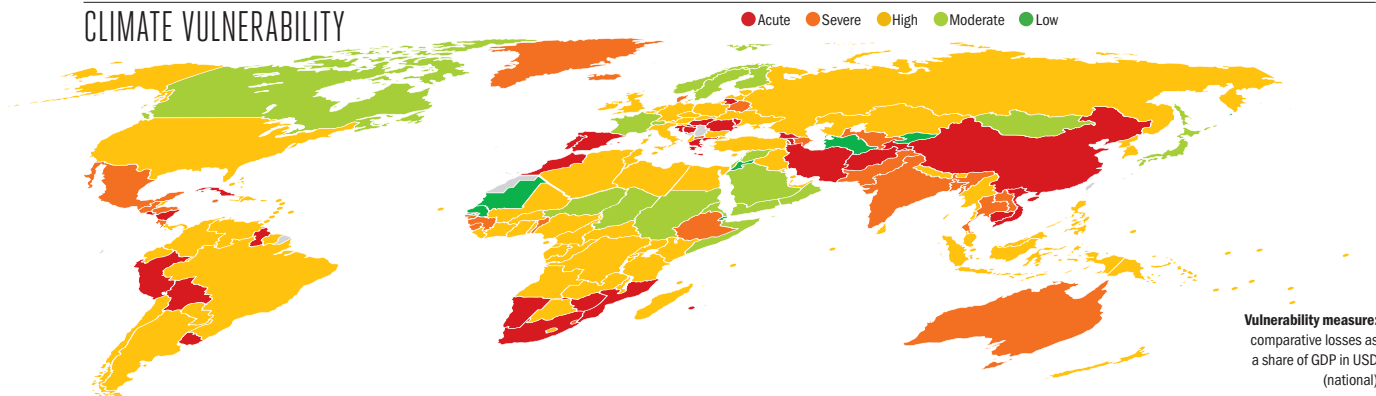 CLIMATE VULNERABILITY
Acute Severe High Moderate Low
Vulnerability measure:
comparative losses as
a share of GDP in USD
(national)